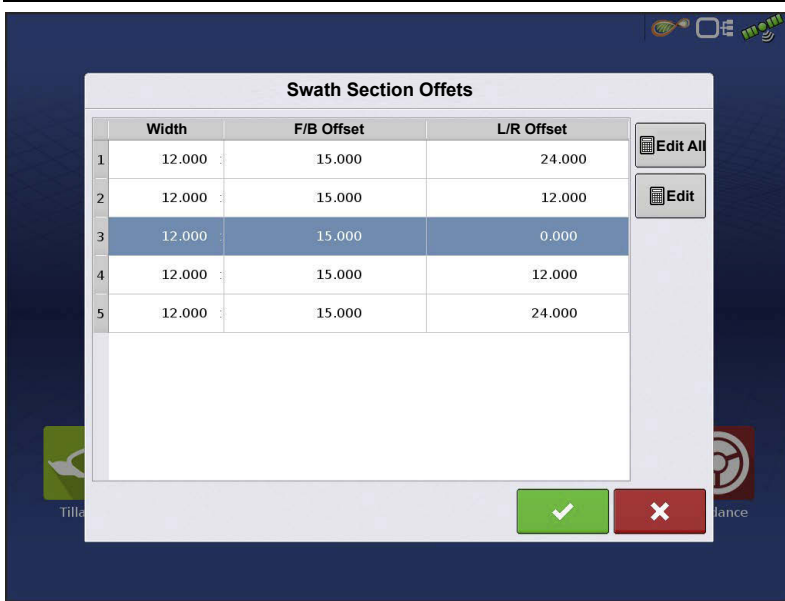 Swath Section Offets
Width F/B Offset L/R Offset
1 12.000 15.000 24.000
2 12.000 15.000 12.000
3 12.000 15.000 0.000
4 12.000 15.000 12.000
5 12.000 15.000 24.000
Edit All
Edit
Tilla
dance